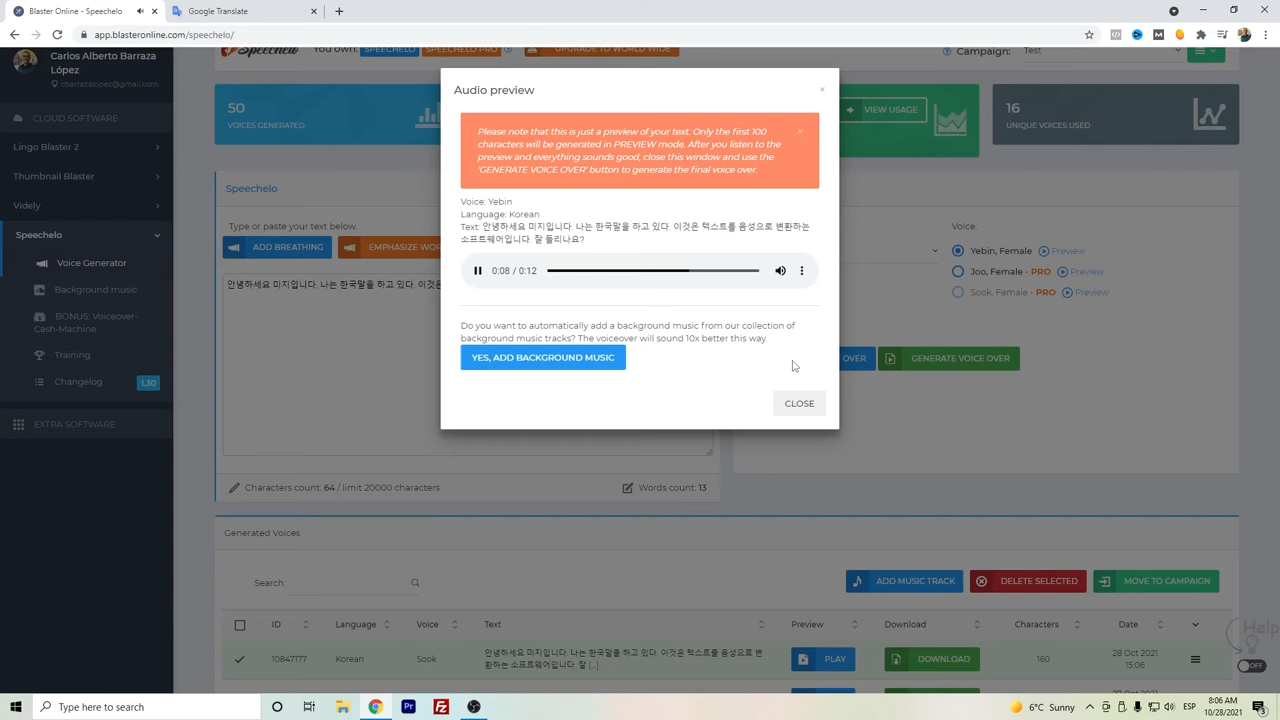 Blaster Online - Speechelo
Google Translate
app.blasteronline.com/speechelo/
Carlos Alberto Barraza
López
cbarrazalopez@gmail.com
CLOUD SOFTWARE
Lingo Blaster 2
Thumbnail Blaster
Videly
Speechelo
Voice Generator
Background music
BONUS: Voiceover-
Cash-Machine
Training
Changelog
1.30
EXTRA SOFTWARE
Speechelo
You own:
SPEECHELO
SPEECHELO PRO
UPGRADE TO WORLD WIDE
Campaign:
Test
50
VOICES GENERATED
VIEW USAGE
16
UNIQUE VOICES USED
Speechelo
Type or paste your text below.
ADD BREATHING
EMPHASIZE WOR
안녕하세요 미지입니다. 나는 한국말을 하고 있다. 이것은
Characters count: 64 / limit 20000 characters
Words count: 13
Audio preview
Please note that this is just a preview of your text. Only the first 100
characters will be generated in PREVIEW mode. After you listen to the
preview and everything sounds good, close this window and use the
'GENERATE VOICE OVER' button to generate the final voice over.
Voice: Yebin
Language: Korean
Text: 안녕하세요 미지입니다. 나는 한국말을 하고 있다. 이것은 텍스트를 음성으로 변환하는
소프트웨어입니다. 잘 들리나요?
0:08 / 0:12
Do you want to automatically add a background music from our collection of
background music tracks? The voiceover will sound 10x better this way.
YES, ADD BACKGROUND MUSIC
CLOSE
Voice:
Yebin, Female
Preview
Joo, Female - PRO
Preview
Sook, Female - PRO
Preview
OVER
GENERATE VOICE OVER
Generated Voices
Search:
ADD MUSIC TRACK
DELETE SELECTED
MOVE TO CAMPAIGN
ID
Language
Voice
Text
Preview
Download
Characters
Date
10847177
Korean
Sook
안녕하세요 미지입니다. 나는 한국말을 하고 있다. 이것은 텍스트를 음성으로 변
환하는 소프트웨어입니다. 잘 [...]
PLAY
DOWNLOAD
160
28 Oct 2021
15:06
Help
OFF
Type here to search
Pr
Fz
6°C Sunny
ESP
8:06 AM
10/28/2021
3